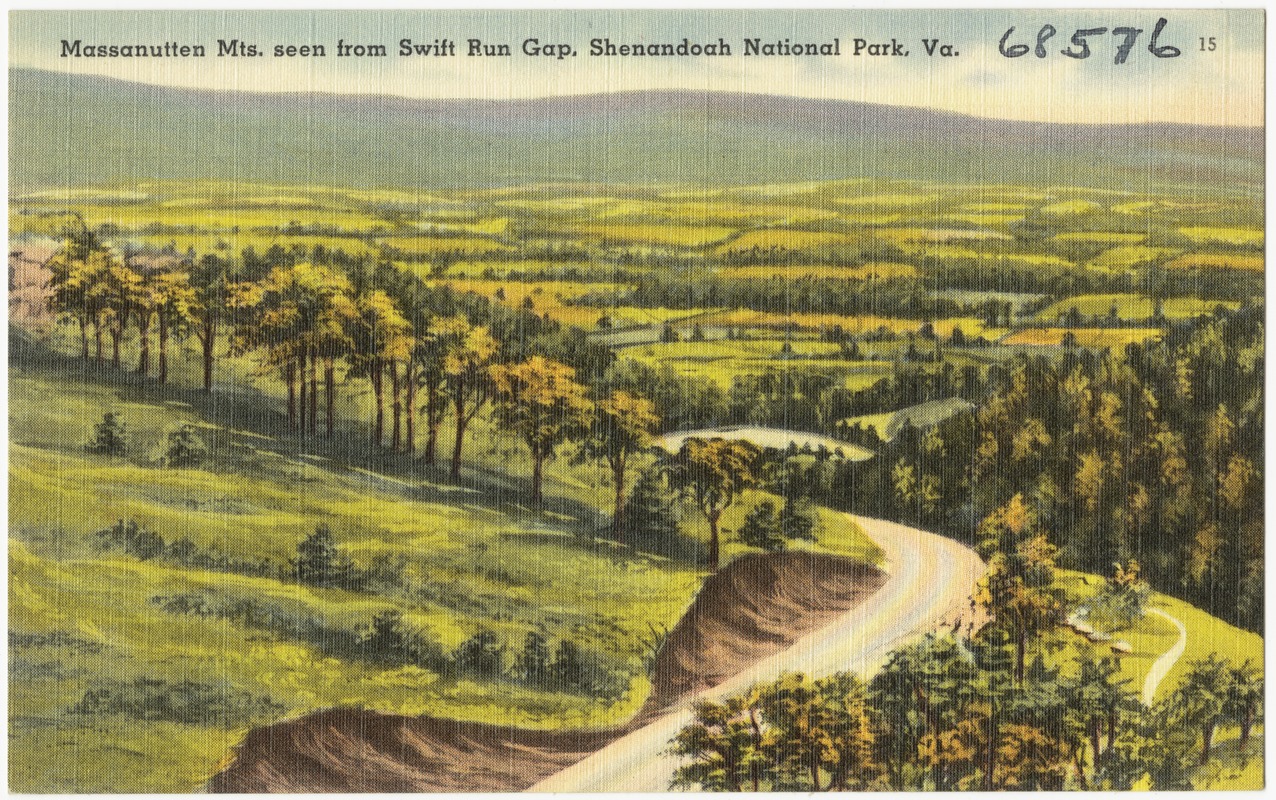 Massanutten Mts. seen from Swift Run Gap, Shenandoah National Park, Va. 68576 15